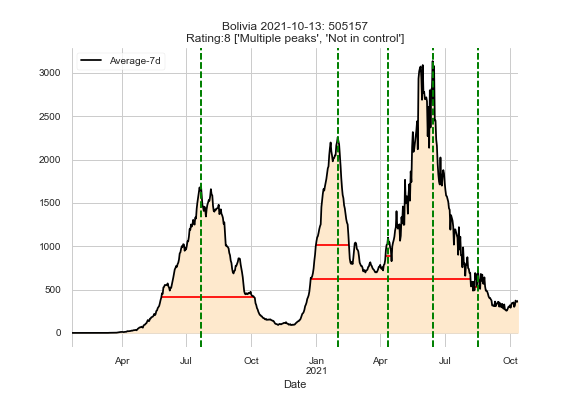 Bolivia 2021-10-13: 505157
Rating:8 ['Multiple peaks', 'Not in control']
Average-7d
3000
2500
2000
1500
1000
500
0
Apr
Jul
Oct
Jan
2021
Apr
Jul
Oct
Date